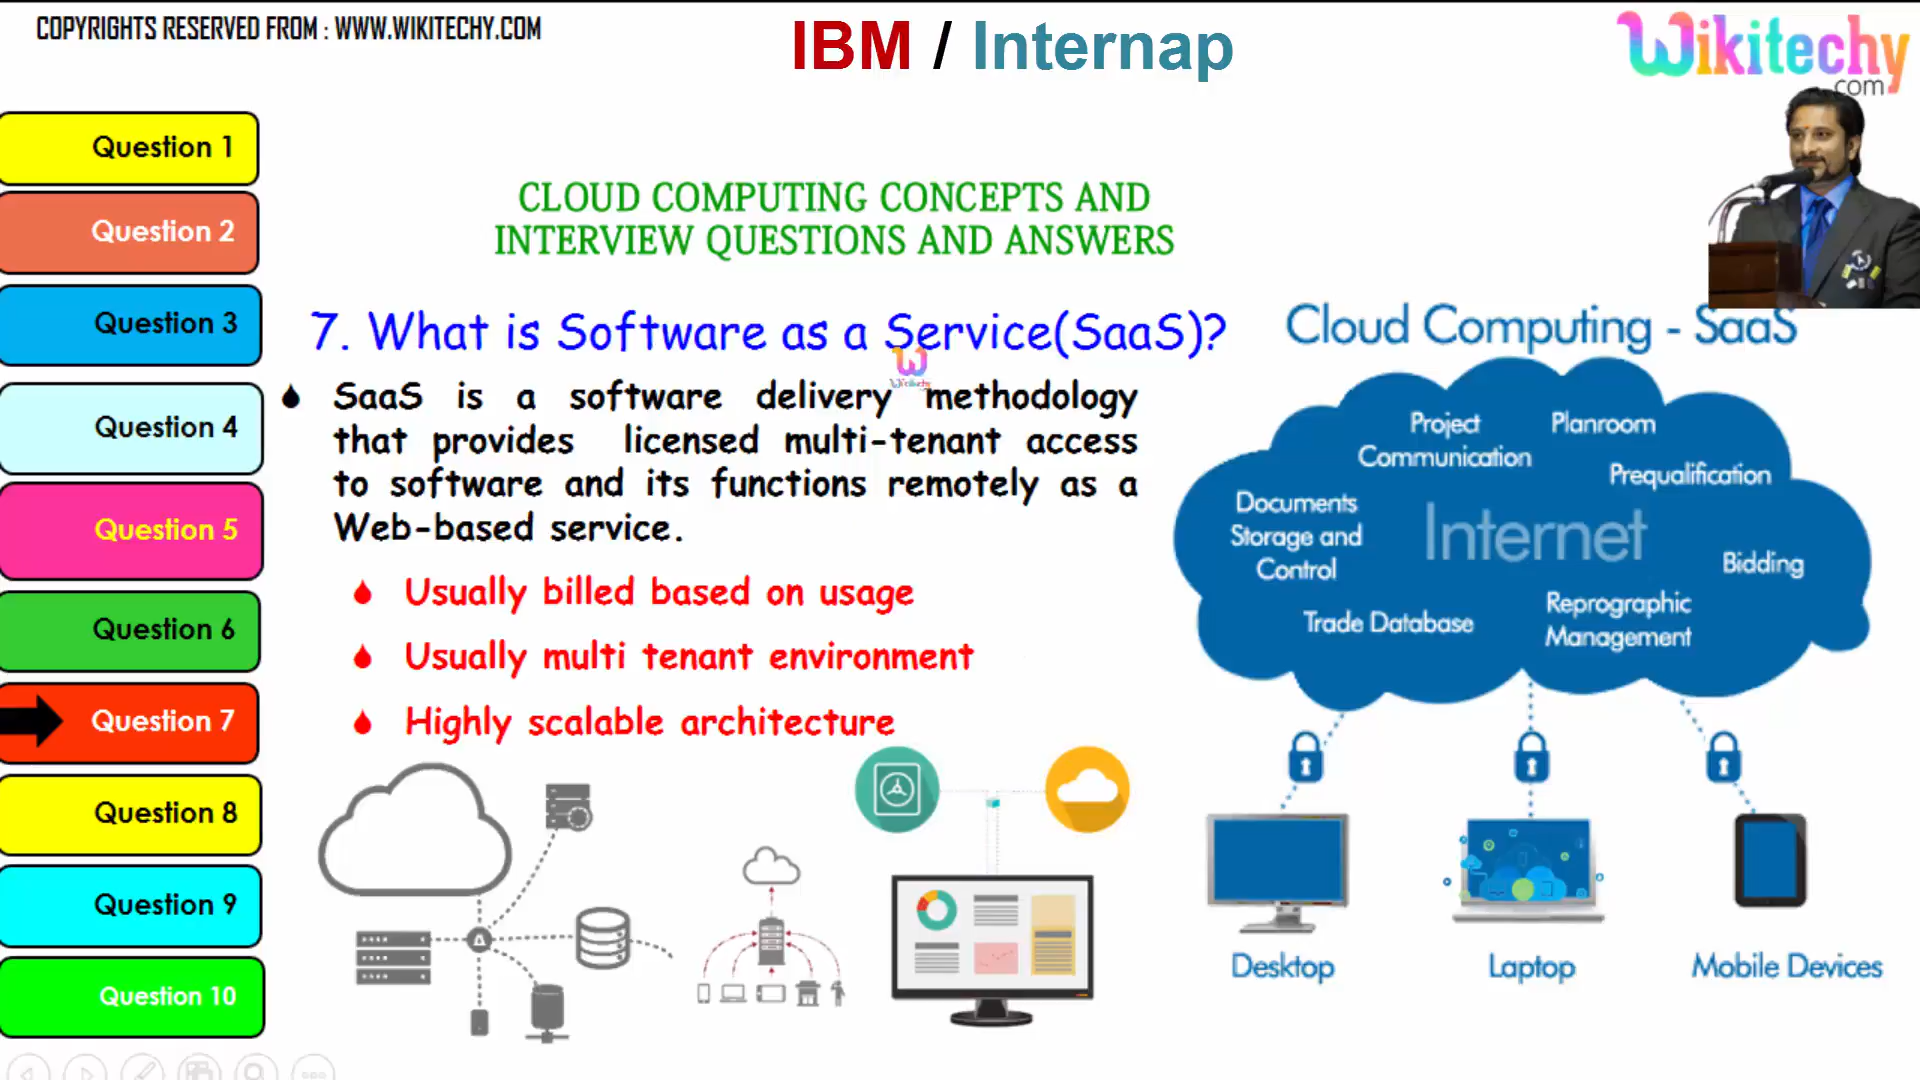 COPYRIGHTS RESERVED FROM : WWW.WIKITECHY.COM
IBM / Internap
Wikitechy
.com
Question 1
Question 2
Question 3
Question 4
Question 5
Question 6
Question 7
Question 8
Question 9
Question 10
CLOUD COMPUTING CONCEPTS AND
INTERVIEW QUESTIONS AND ANSWERS
7. What is Software as a Service(SaaS)?
W
Wikitechy
SaaS is a software delivery methodology
that provides licensed multi-tenant access
to software and its functions remotely as a
Web-based service.
Usually billed based on usage
Usually multi tenant environment
Highly scalable architecture
Cloud Computing - SaaS
Project
Communication
Planroom
Prequalification
Documents
Storage and
Control
Internet
Bidding
Trade Database
Reprographic
Management
Desktop
Laptop
Mobile Devices